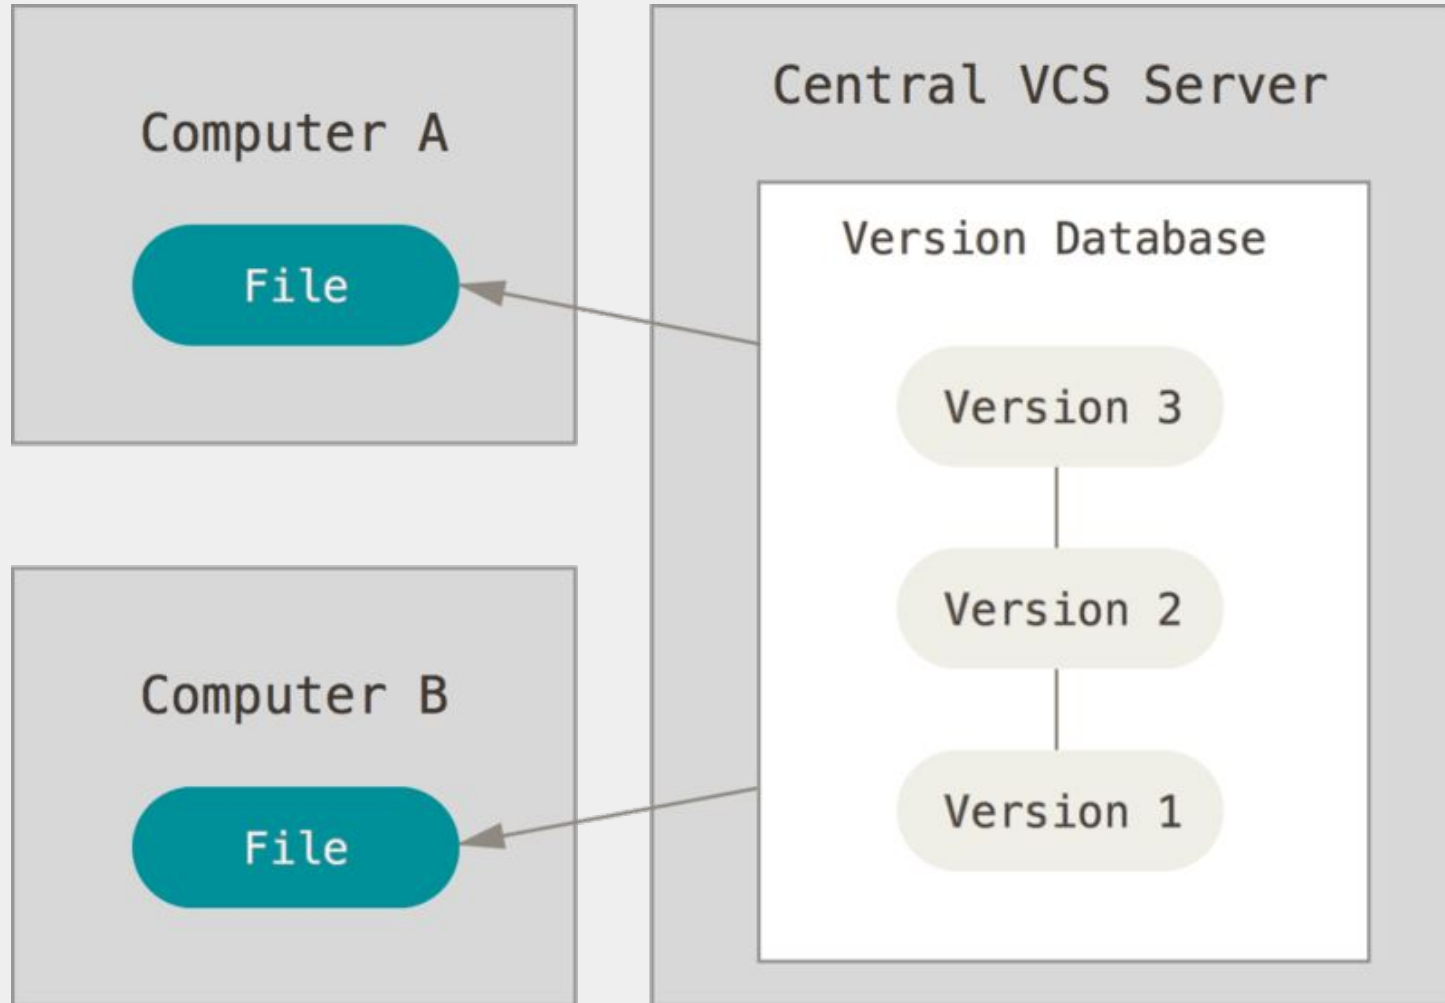 Computer A
File
Computer B
File
Central VCS Server
Version Database
Version 3
Version 2
Version 1